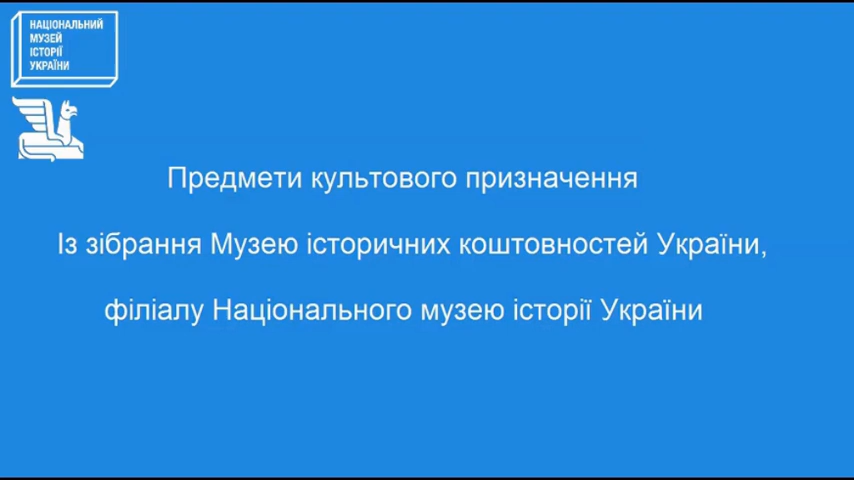 НАЦІОНАЛЬНИЙ
МУЗЕЙ
ІСТОРІЇ
УКРАЇНИ
Предмети культового призначення
Із зібрання Музею історичних коштовностей України,
філіалу Національного музею історії України